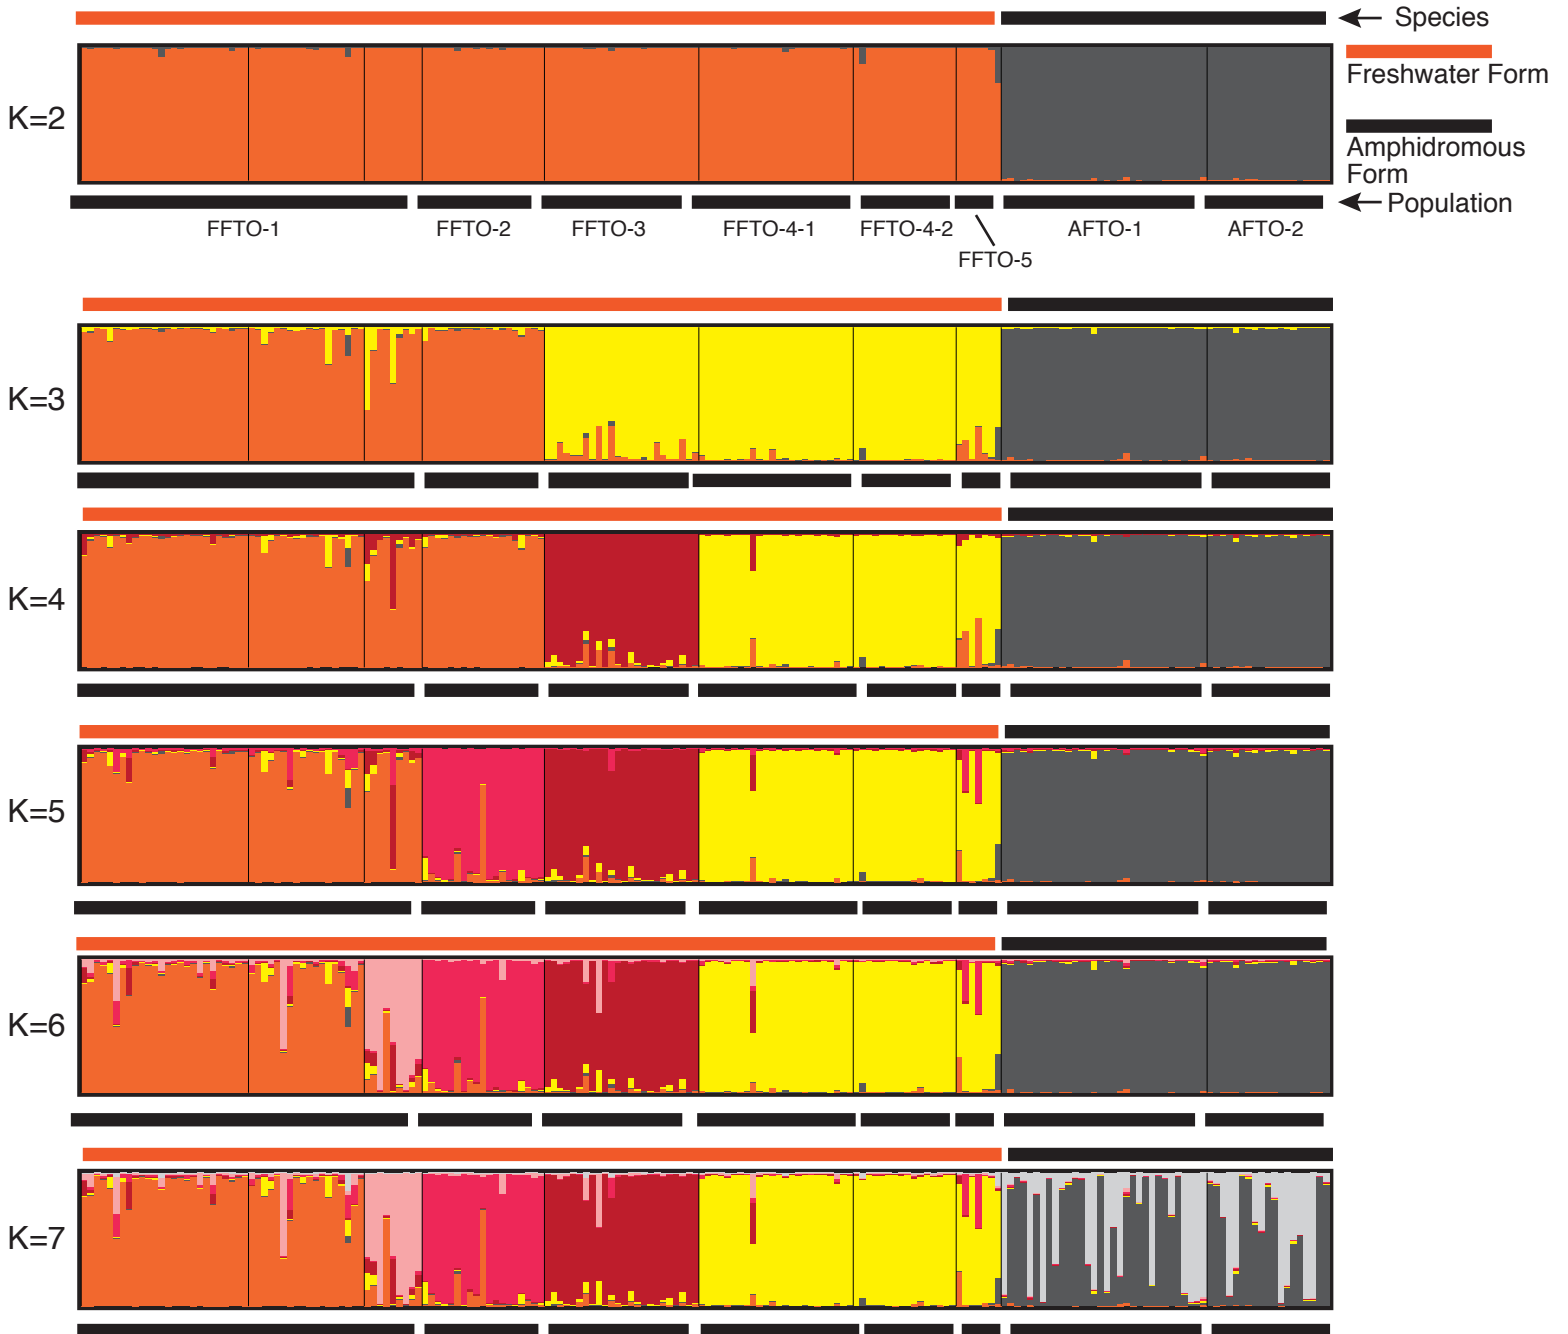 Species
Freshwater Form
K=2
Amphidromous
Form
Population
FFTO-1
FFTO-2
FFTO-3
FFTO-4-1
FFTO-4-2
AFTO-1
AFTO-2
FFTO-5
K=3
K=4
K=5
K=6
K=7